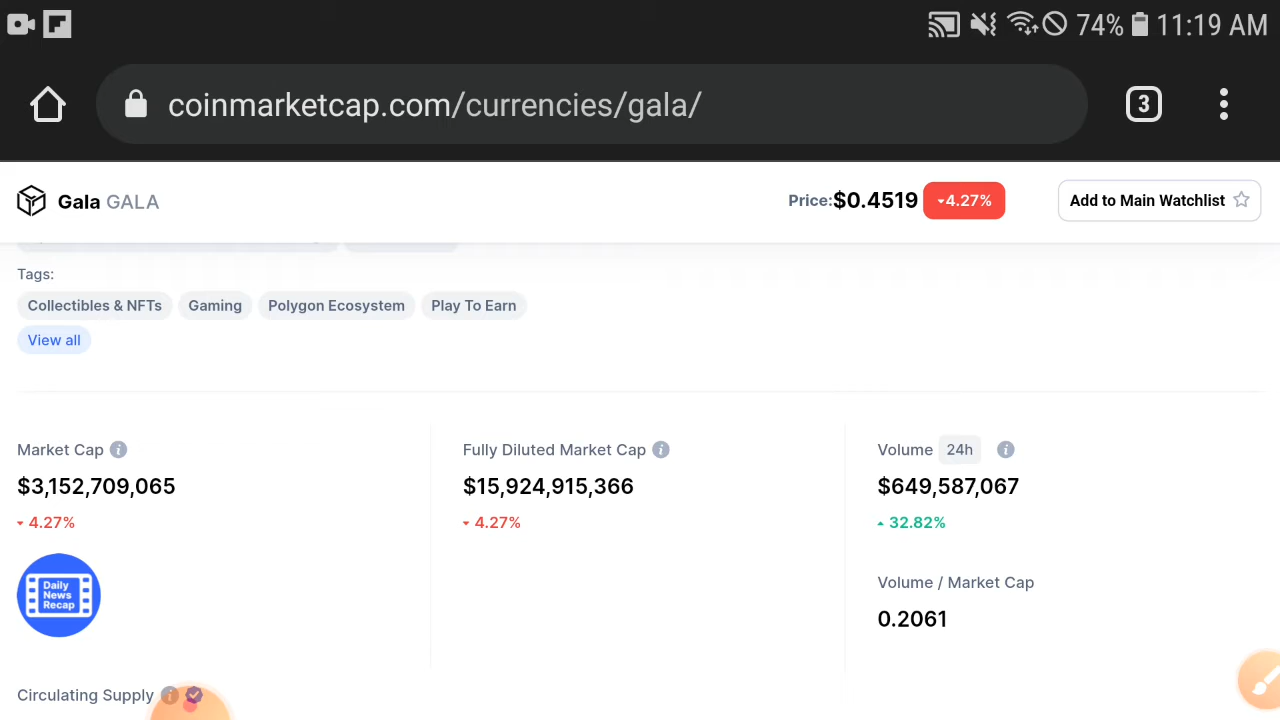 74% 11:19 AM
coinmarketcap.com/currencies/gala/
3
Gala GALA
Price:$0.4519 4.27%
Add to Main Watchlist
Tags:
Collectibles & NFTs Gaming Polygon Ecosystem Play To Earn
View all
Market Cap
$3,152,709,065
4.27%
Fully Diluted Market Cap
$15,924,915,366
4.27%
Volume 24h
$649,587,067
32.82%
Volume / Market Cap
0.2061
Daily
News
Recap
Circulating Supply